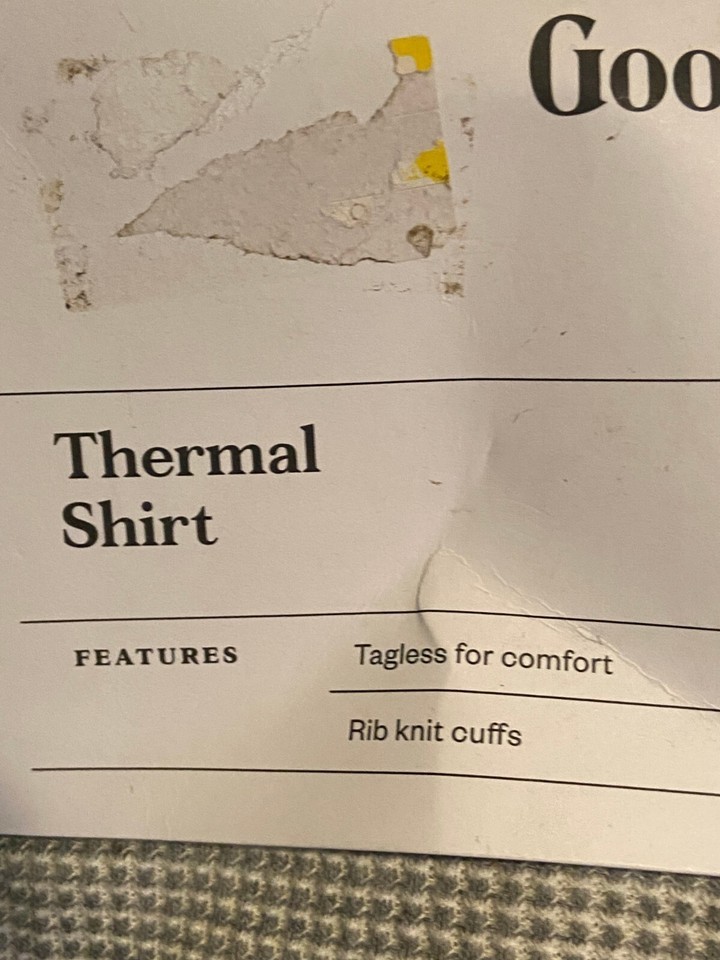 Goo
Thermal
Shirt
FEATURES
Tagless for comfort
Rib knit cuffs